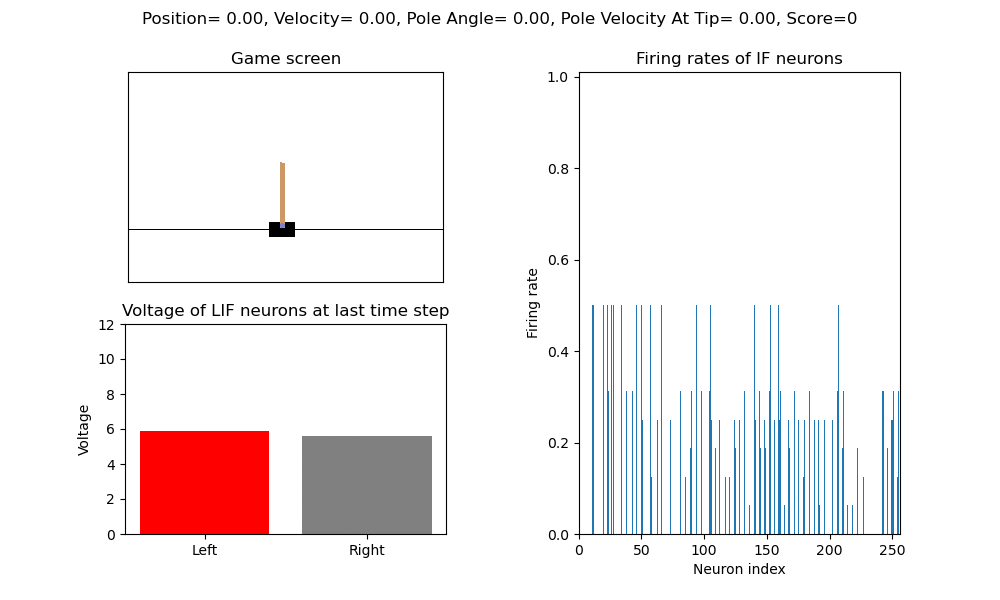 Position= 0.00, Velocity= 0.00, Pole Angle= 0.00, Pole Velocity At Tip= 0.00, Score=0
Game screen
Voltage of LIF neurons at last time step
12
10
8
6
4
2
0
Voltage
Left Right
Firing rates of IF neurons
1.0
0.8
0.6
0.4
0.2
0.0
Firing rate
0 50 100 150 200 250
Neuron index